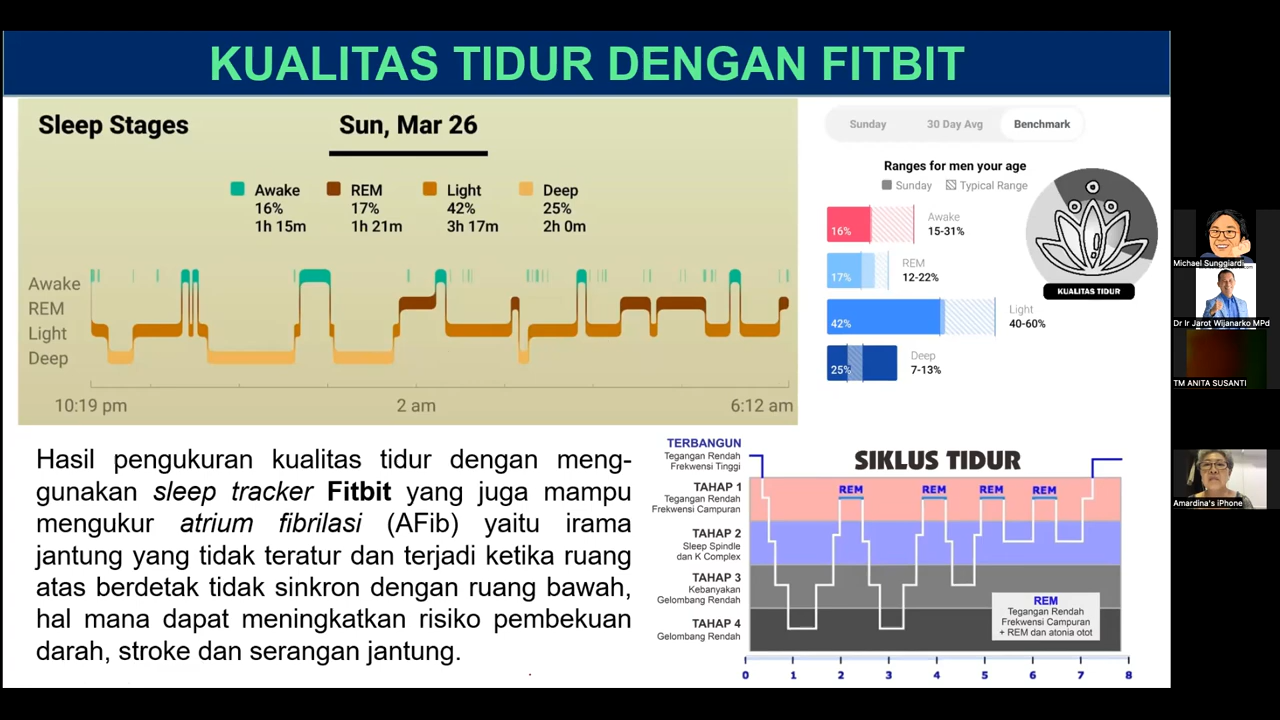 KUALITAS TIDUR DENGAN FITBIT
Sleep Stages
Sun, Mar 26
Awake
16%
1h 15m
REM
17%
1h 21m
Light
42%
3h 17m
Deep
25%
2h 0m
Awake
REM
Light
Deep
10:19 pm
2 am
6:12 am
Sunday
30 Day Avg
Benchmark
Ranges for men your age
Sunday
Typical Range
16%
Awake
15-31%
17%
REM
12-22%
42%
Light
40-60%
25%
Deep
7-13%
KUALITAS TIDUR
Hasil pengukuran kualitas tidur dengan meng-
gunakan sleep tracker Fitbit yang juga mampu
mengukur atrium fibrilasi (AFib) yaitu irama
jantung yang tidak teratur dan terjadi ketika ruang
atas berdetak tidak sinkron dengan ruang bawah,
hal mana dapat meningkatkan risiko pembekuan
darah, stroke dan serangan jantung.
SIKLUS TIDUR
TERBANGUN
Tegangan Rendah
Frekwensi Tinggi
TAHAP 1
Tegangan Rendah
Frekwensi Campuran
TAHAP 2
Sleep Spindle
dan K Complex
TAHAP 3
Kebanyakan
Gelombang Rendah
TAHAP 4
Gelombang Rendah
REM
REM
REM
REM
REM
Tegangan Rendah
Frekwensi Campuran
+ REM dan atonia otot
0 1 2 3 4 5 6 7 8
Michael Sunggiardi
Dr Ir Jarot Wijanarko MPd
TM ANITA SUSANTI
Amardina's iPhone